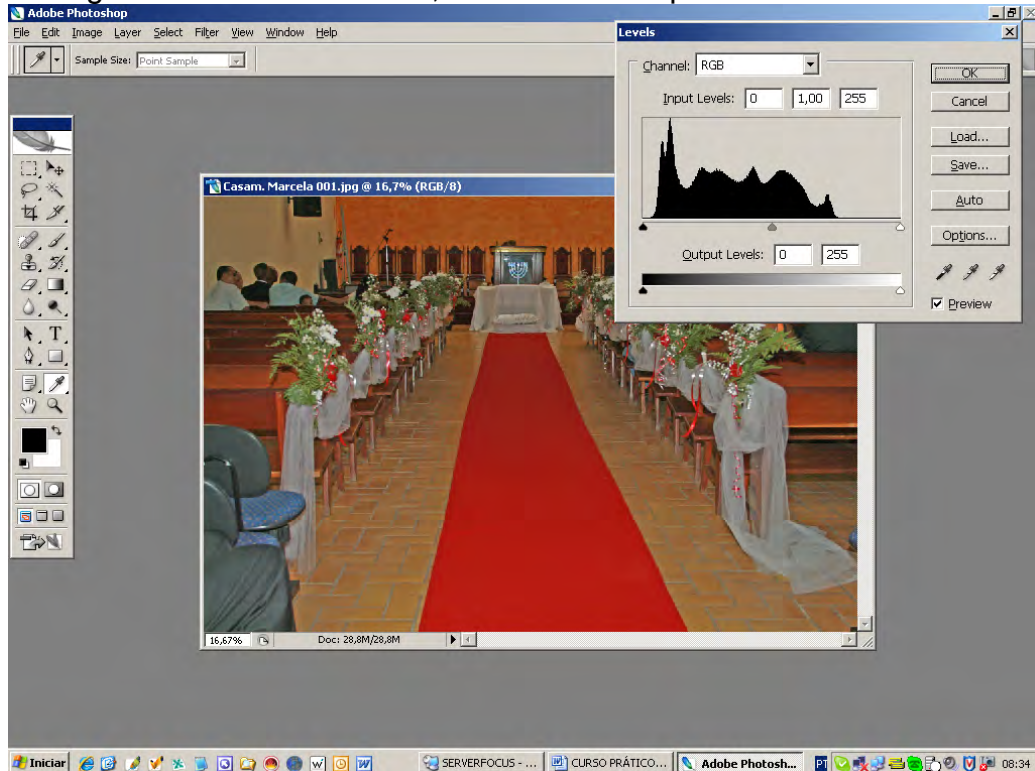 Adobe Photoshop
File Edit Image Layer Select Filter View Window Help
Sample Size: Point Sample
Levels
Channel: RGB
Input Levels: 0 1,00 255
Output Levels: 0 255
OK
Cancel
Load...
Save...
Auto
Options...
Preview
Casam. Marcela 001.jpg @ 16,7% (RGB/8)
16,67% Doc: 28,8M/28,8M
Iniciar SERVERFOCUS - ... CURSO PRÁTICO... Adobe Photosh... PT 08:36